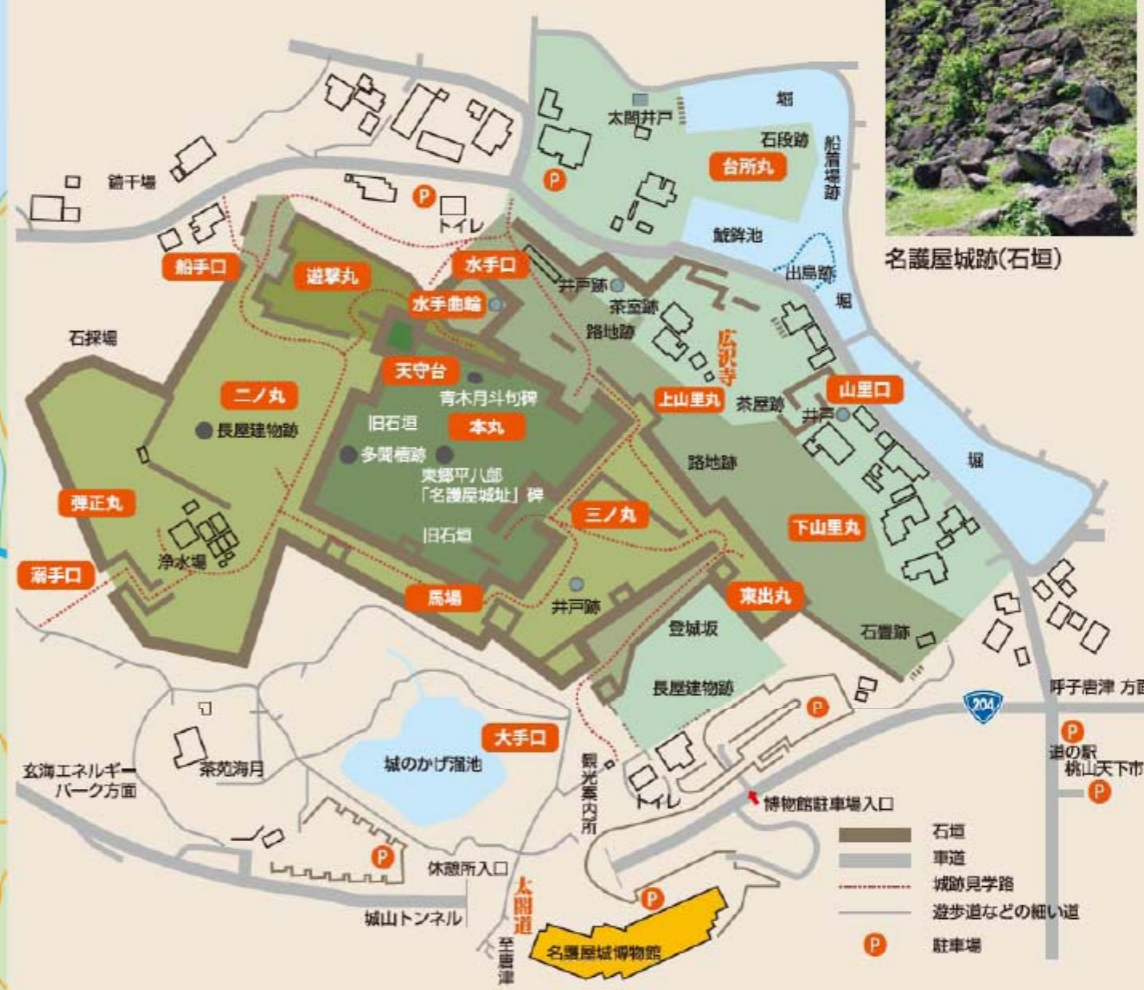 堀
太閤井戸
石段跡
台所丸
船着場跡
鎧干場
P
P
トイレ
鯱鉾池
名護屋城跡(石垣)
船手口
遊撃丸
水手口
井戸跡
出島跡
堀
水手曲輪
茶室跡
石採場
路地跡
広沢寺
天守台
青木月斗句碑
二ノ丸
上山里丸
茶屋跡
山里口
井戸
旧石垣
本丸
長屋建物跡
多聞櫓跡
路地跡
堀
東郷平八郎
「名護屋城址」碑
弾正丸
三ノ丸
下山里丸
旧石垣
浄水場
搦手口
馬場
井戸跡
東出丸
登城坂
石畳跡
長屋建物跡
204
呼子唐津 方面
P
大手口
P
道の駅
桃山天下市
P
玄海エネルギー
パーク方面
茶苑海月
城のかげ溜池
観光案内所
トイレ
博物館駐車場入口
石垣
車道
P
休憩所入口
城跡見学路
太閤道
P
遊歩道などの細い道
城山トンネル
至唐津
名護屋城博物館
P
駐車場